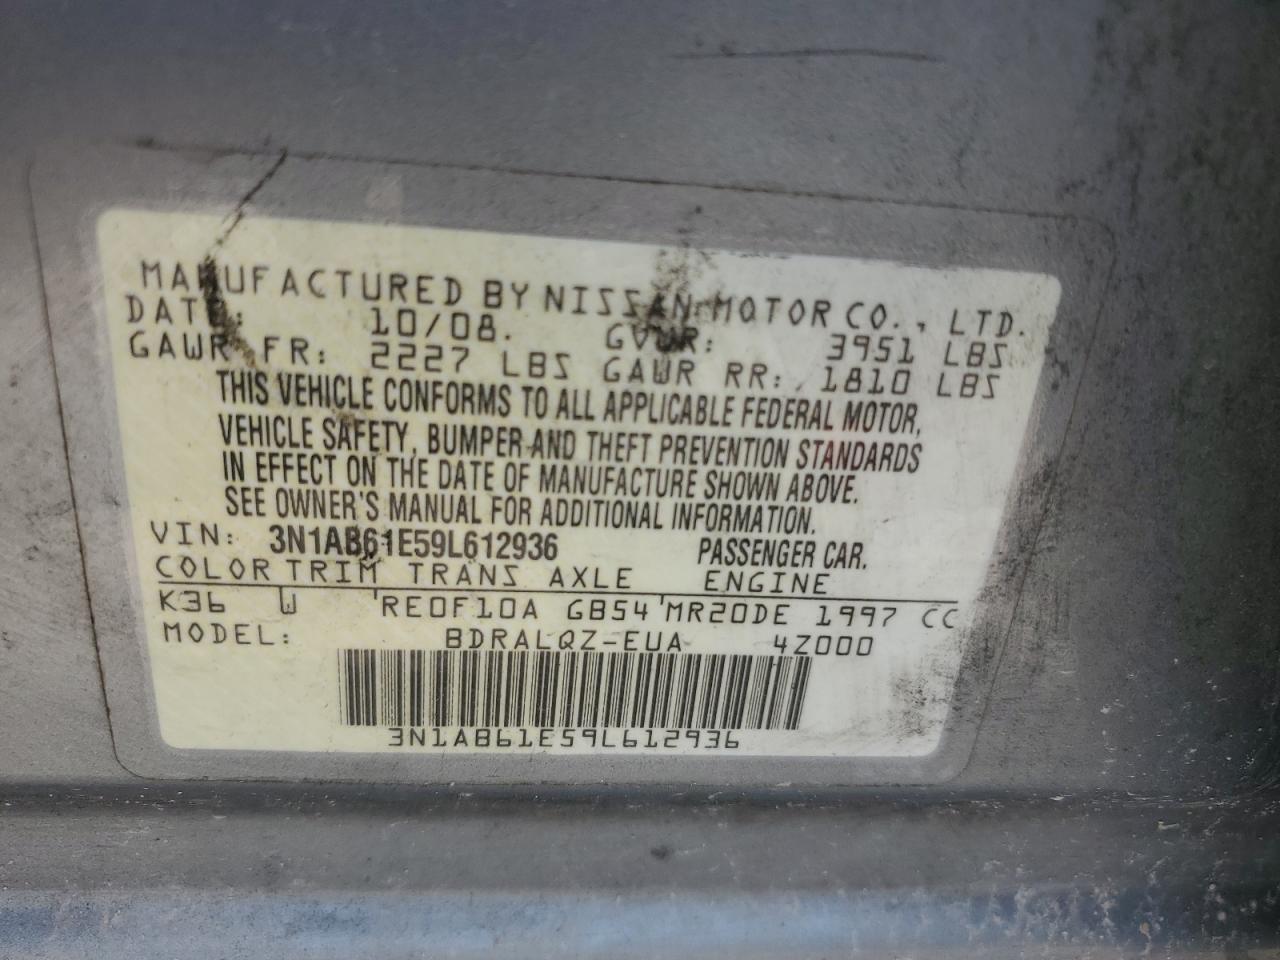 MANUFACTURED BY NISSAN MOTOR CO., LTD.
DATE: 10/08. GVWR: 3951 LBS
GAWR FR: 2227 LBS GAWR RR: 1810 LBS
THIS VEHICLE CONFORMS TO ALL APPLICABLE FEDERAL MOTOR
VEHICLE SAFETY, BUMPER AND THEFT PREVENTION STANDARDS
IN EFFECT ON THE DATE OF MANUFACTURE SHOWN ABOVE.
SEE OWNER'S MANUAL FOR ADDITIONAL INFORMATION.
VIN: 3N1AB61E59L612936 PASSENGER CAR.
COLOR TRIM TRANS AXLE ENGINE
K36 W RE0F10A GB54 MR20DE 1997 CC
MODEL: BDRALQZ-EUA 4Z000
3N1AB61E59L612936